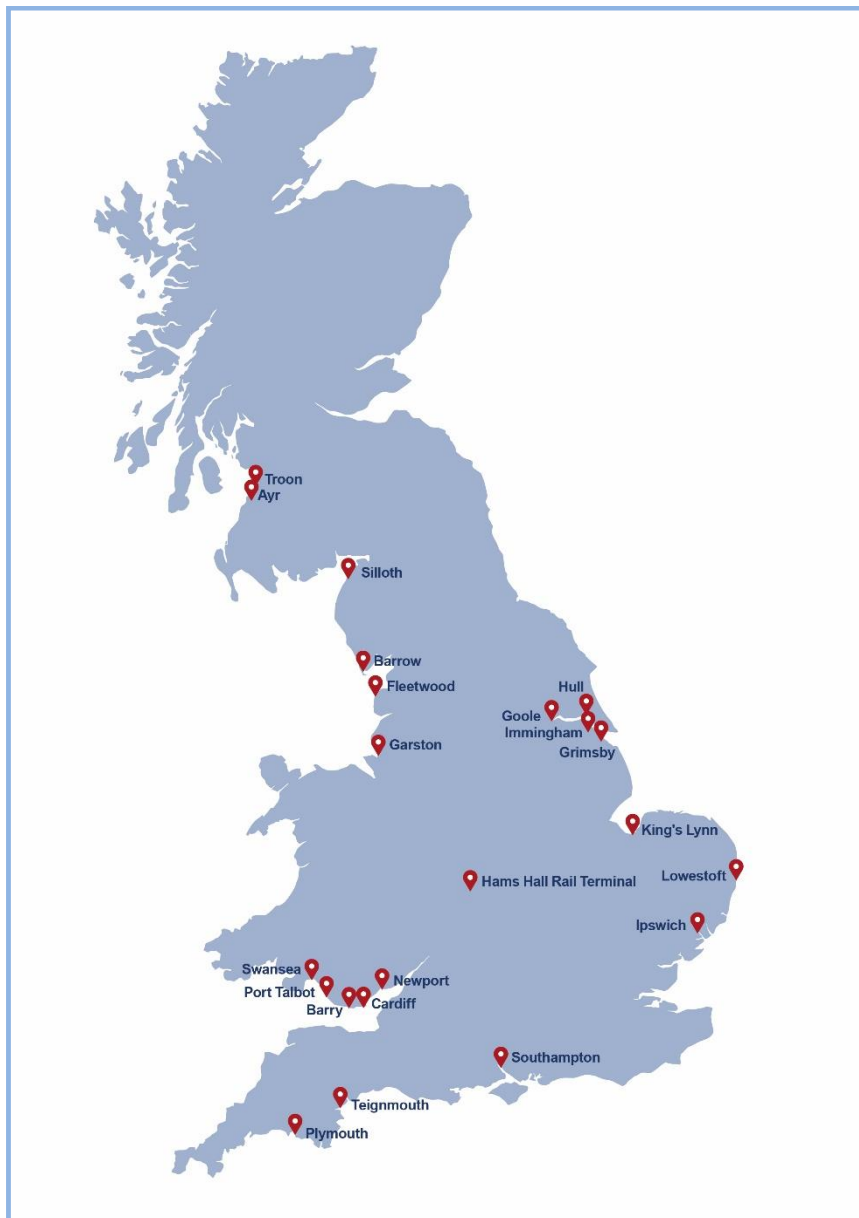 Troon
Ayr
Silloth
Barrow
Fleetwood
Hull
Goole
Immingham
Grimsby
Garston
King's Lynn
Lowestoft
Hams Hall Rail Terminal
Ipswich
Swansea
Newport
Port Talbot
Cardiff
Barry
Southampton
Teignmouth
Plymouth